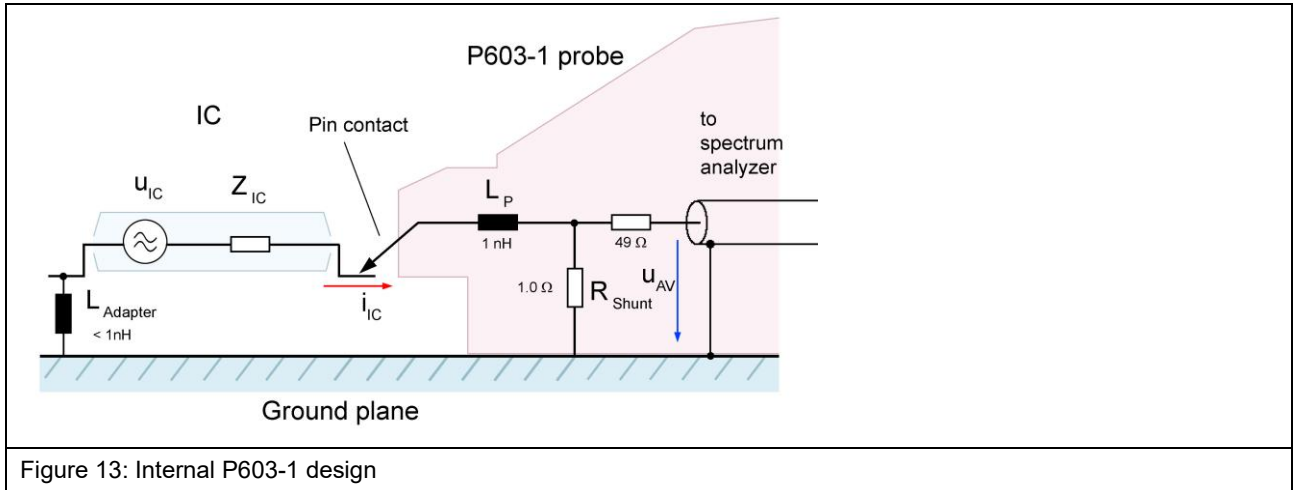 P603-1 probe
IC
Pin contact
to
spectrum
analyzer
u IC
Z IC
L P
1 nH
49 Ω
L Adapter
< 1nH
i IC
1.0 Ω
R Shunt
u AV
Ground plane
Figure 13: Internal P603-1 design